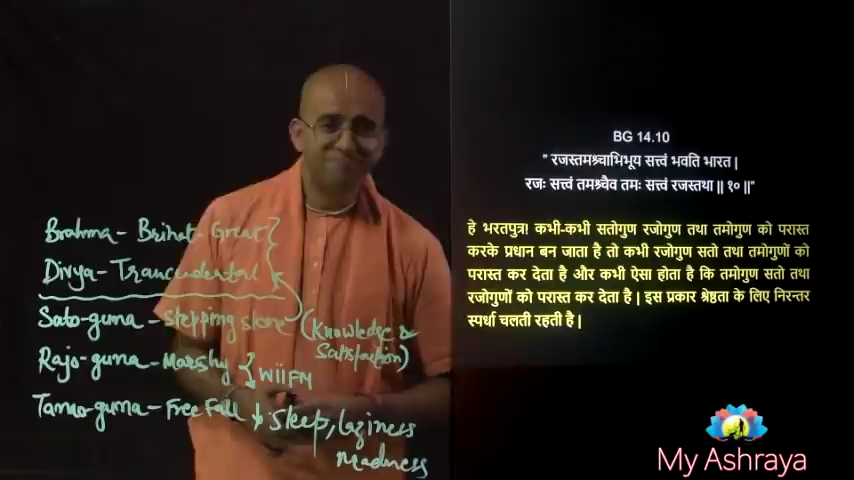 Brahma - Brihat - Great
Divya - Trancendental
Sato-guna - stepping stone (Knowledge &
Satisfaction)
Rajo-guna - Marshy } WIIFM
Tamo-guna - Free Fall ↓ Sleep, laziness
Madness
BG 14.10
" रजस्तमश्र्चाभिभूय सत्त्वं भवति भारत |
रजः सत्त्वं तमश्र्चैव तमः सत्त्वं रजस्तथा || १० ||"
हे भरतपुत्र! कभी-कभी सतोगुण रजोगुण तथा तमोगुण को परास्त
करके प्रधान बन जाता है तो कभी रजोगुण सतो तथा तमोगुणों को
परास्त कर देता है और कभी ऐसा होता है कि तमोगुण सतो तथा
रजोगुणों को परास्त कर देता है | इस प्रकार श्रेष्ठता के लिए निरन्तर
स्पर्धा चलती रहती है |
My Ashraya